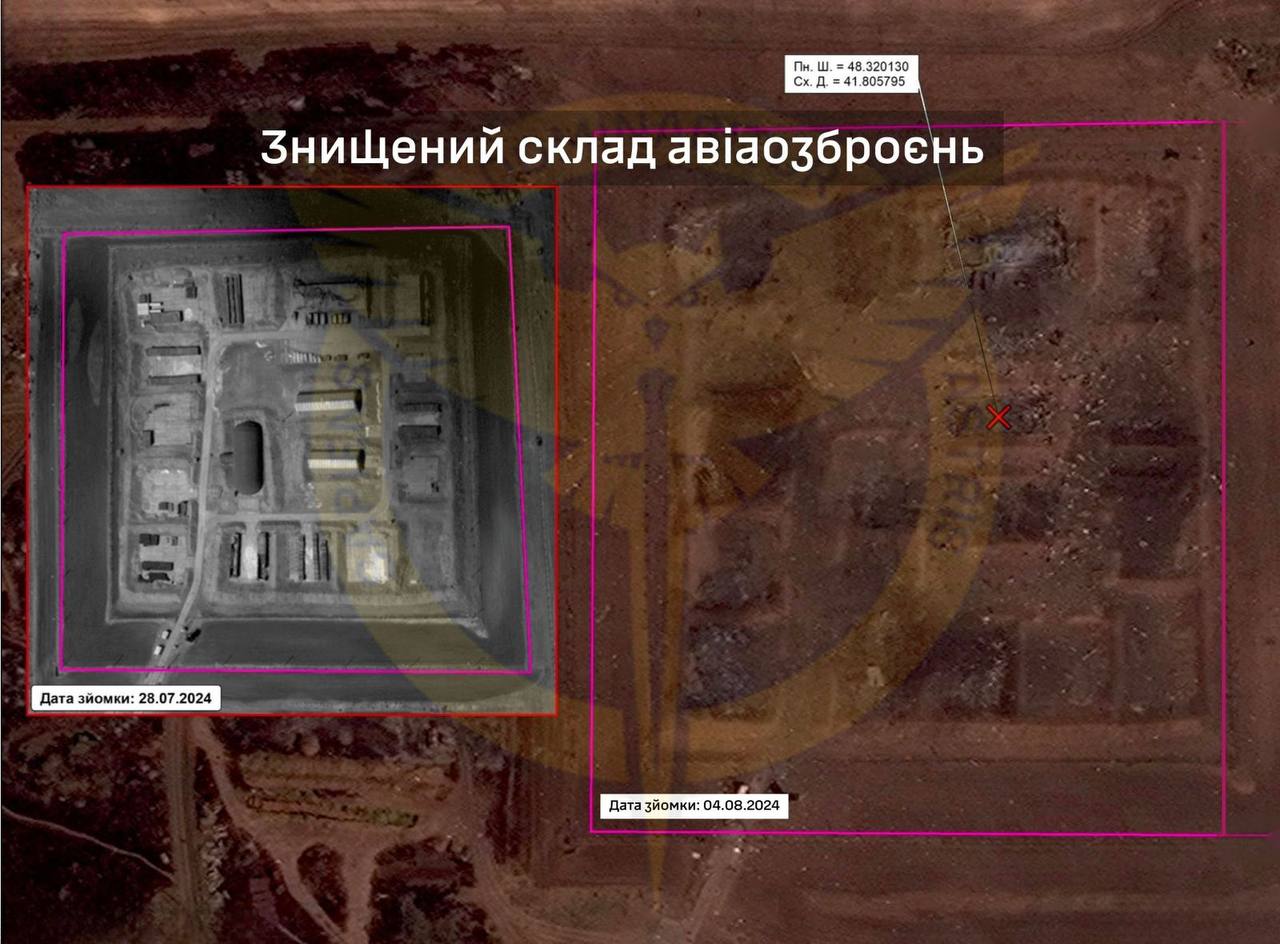 Пн. Ш. = 48.320130
Сх. Д. = 41.805795
Знищений склад авіаозброєнь
Дата зйомки: 28.07.2024
Дата зйомки: 04.08.2024